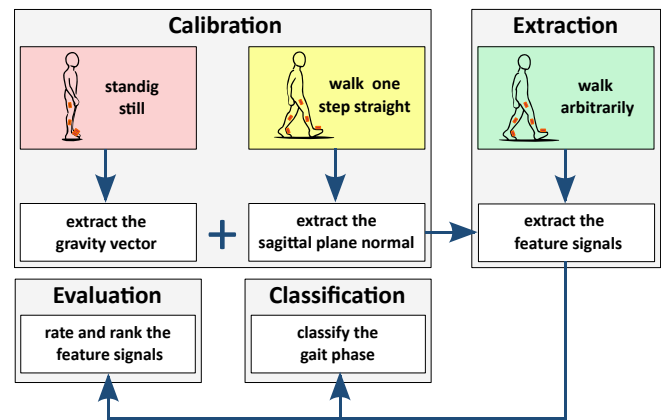 Calibration
Extraction
standig
still
walk one
step straight
walk
arbitrarily
extract the
gravity vector
+
extract the
sagittal plane normal
extract the
feature signals
Evaluation
Classification
rate and rank the
feature signals
classify the
gait phase